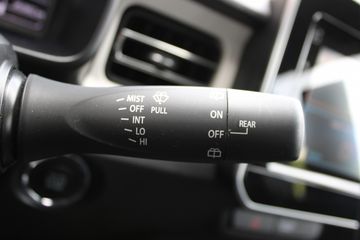 MIST
OFF PULL
INT
LO
HI
ON
OFF REAR